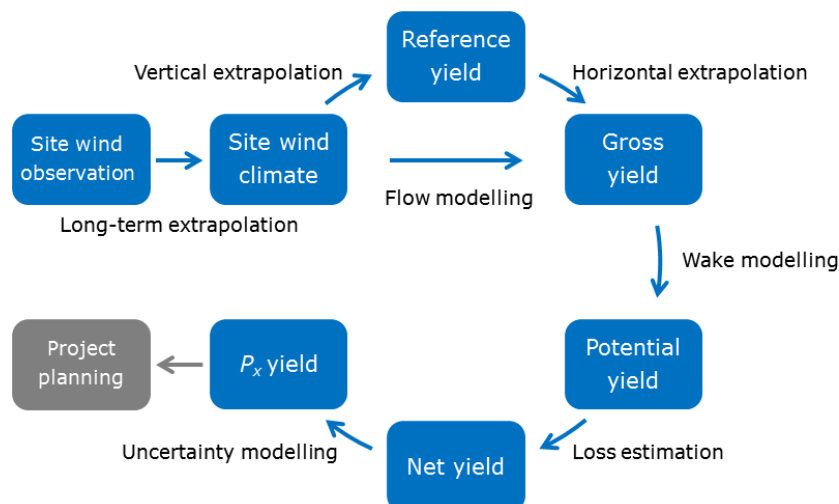 Reference
yield
Vertical extrapolation
Horizontal extrapolation
Site wind
observation
Site wind
climate
Gross
yield
Flow modelling
Long-term extrapolation
Wake modelling
Project
planning
Pₓ yield
Potential
yield
Uncertainty modelling
Net yield
Loss estimation